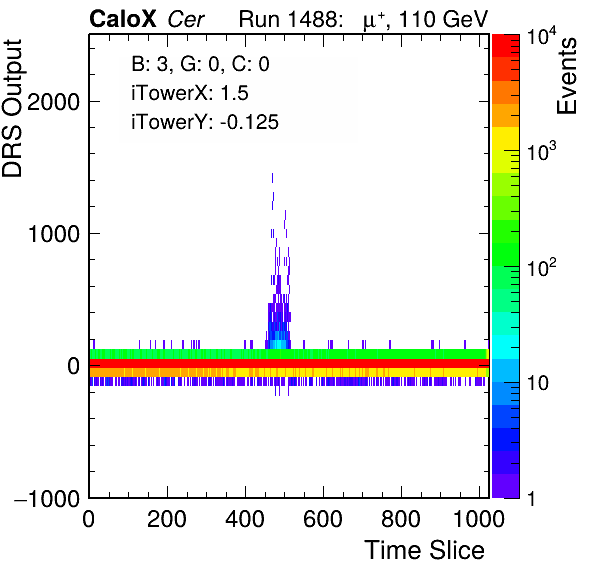 CaloX Cer Run 1488: μ⁺, 110 GeV
DRS Output
Events
B: 3, G: 0, C: 0
iTowerX: 1.5
iTowerY: -0.125
2000
1000
0
−1000
0 200 400 600 800 1000
Time Slice
10⁴
10³
10²
10
1